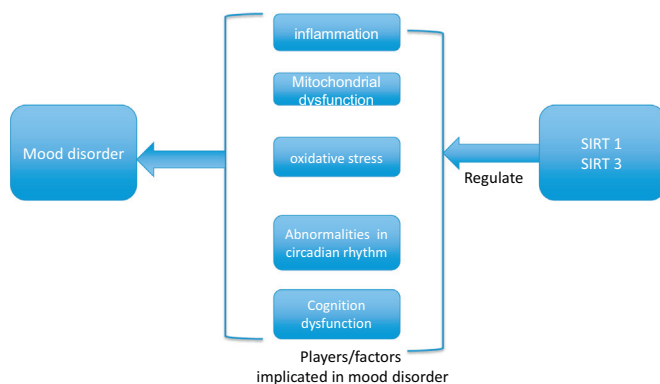 inflammation
Mitochondrial
dysfunction
Mood disorder
oxidative stress
SIRT 1
SIRT 3
Regulate
Abnormalities in
circadian rhythm
Cognition
dysfunction
Players/factors
implicated in mood disorder